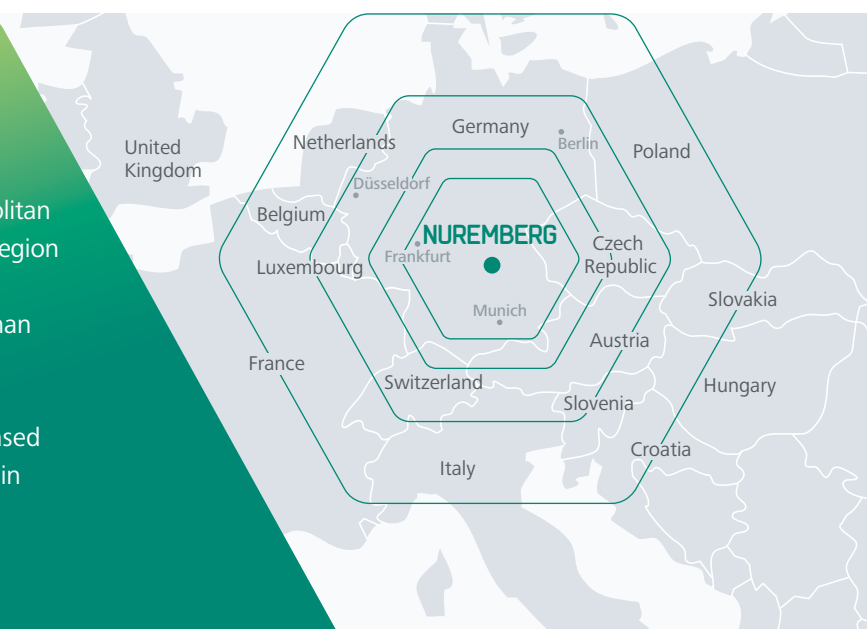 litan
egion
nan
sed
in
United
Kingdom
Netherlands
Germany
Berlin
Poland
Düsseldorf
Belgium
NUREMBERG
Frankfurt
Czech
Republic
Luxembourg
Slovakia
Munich
Austria
France
Switzerland
Hungary
Slovenia
Croatia
Italy